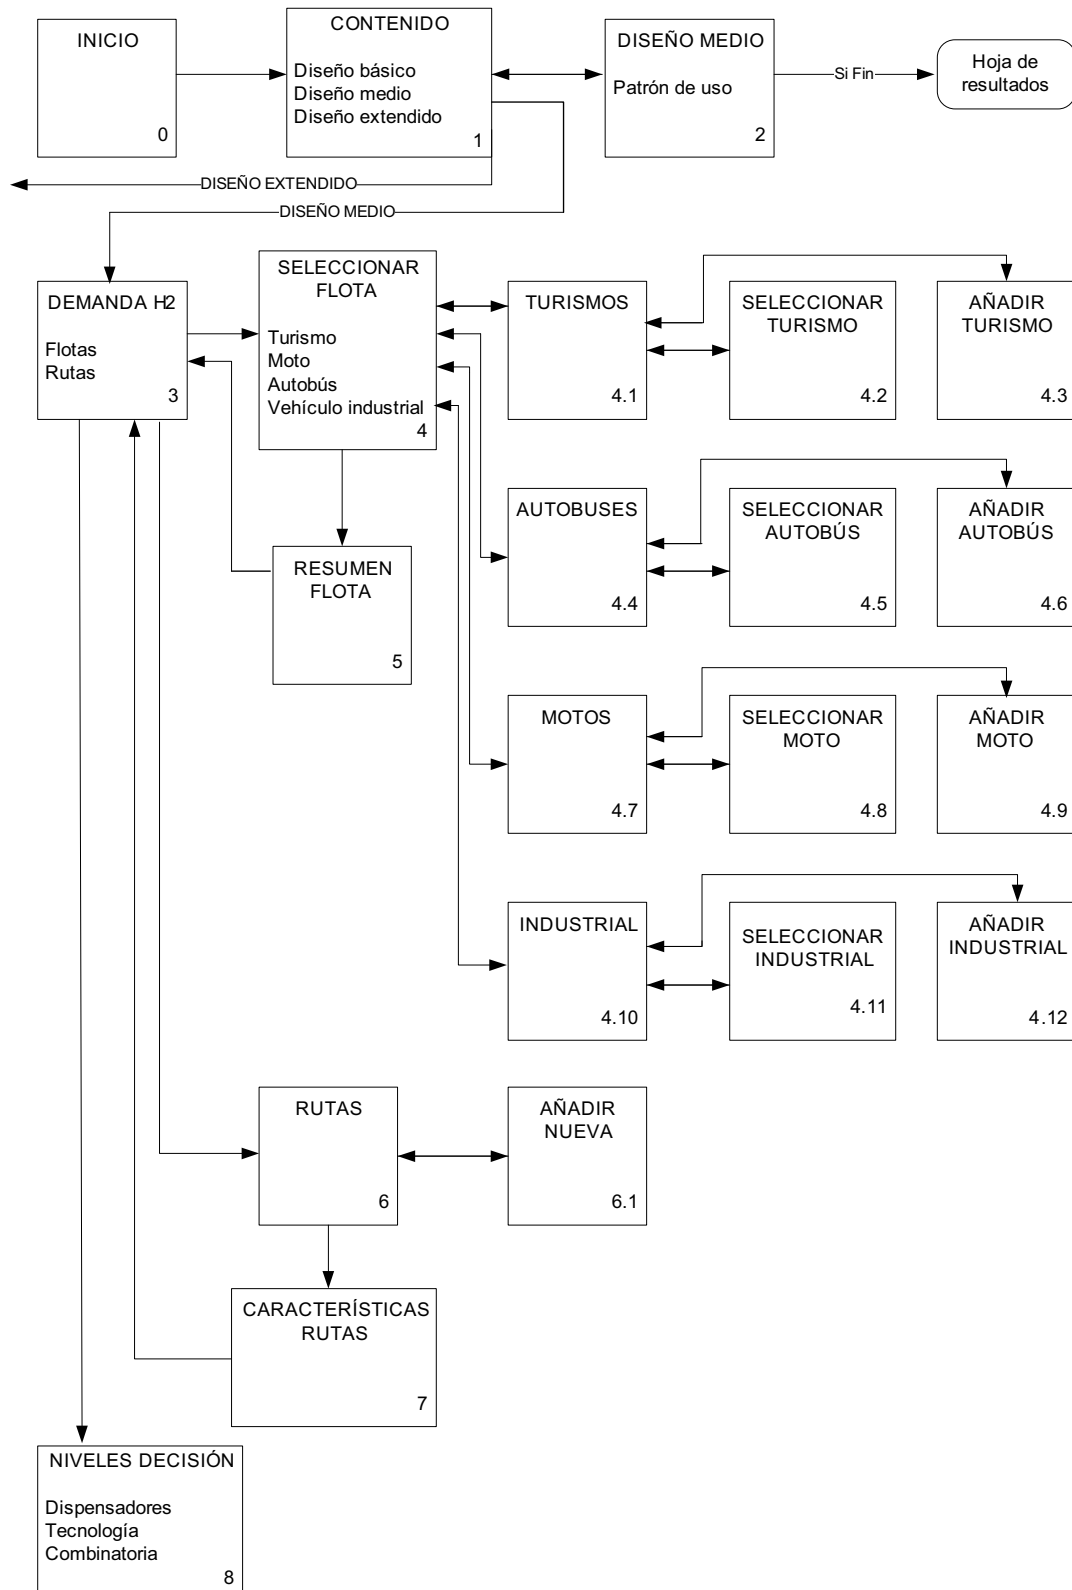 INICIO
0
CONTENIDO
Diseño básico
Diseño medio
Diseño extendido
1
DISEÑO MEDIO
Patrón de uso
2
Si Fin
Hoja de
resultados
DISEÑO EXTENDIDO
DISEÑO MEDIO
DEMANDA H2
Flotas
Rutas
3
SELECCIONAR
FLOTA
Turismo
Moto
Autobús
Vehículo industrial
4
TURISMOS
4.1
SELECCIONAR
TURISMO
4.2
AÑADIR
TURISMO
4.3
RESUMEN
FLOTA
5
AUTOBUSES
4.4
SELECCIONAR
AUTOBÚS
4.5
AÑADIR
AUTOBÚS
4.6
MOTOS
4.7
SELECCIONAR
MOTO
4.8
AÑADIR
MOTO
4.9
INDUSTRIAL
4.10
SELECCIONAR
INDUSTRIAL
4.11
AÑADIR
INDUSTRIAL
4.12
RUTAS
6
AÑADIR
NUEVA
6.1
CARACTERÍSTICAS
RUTAS
7
NIVELES DECISIÓN
Dispensadores
Tecnología
Combinatoria
8